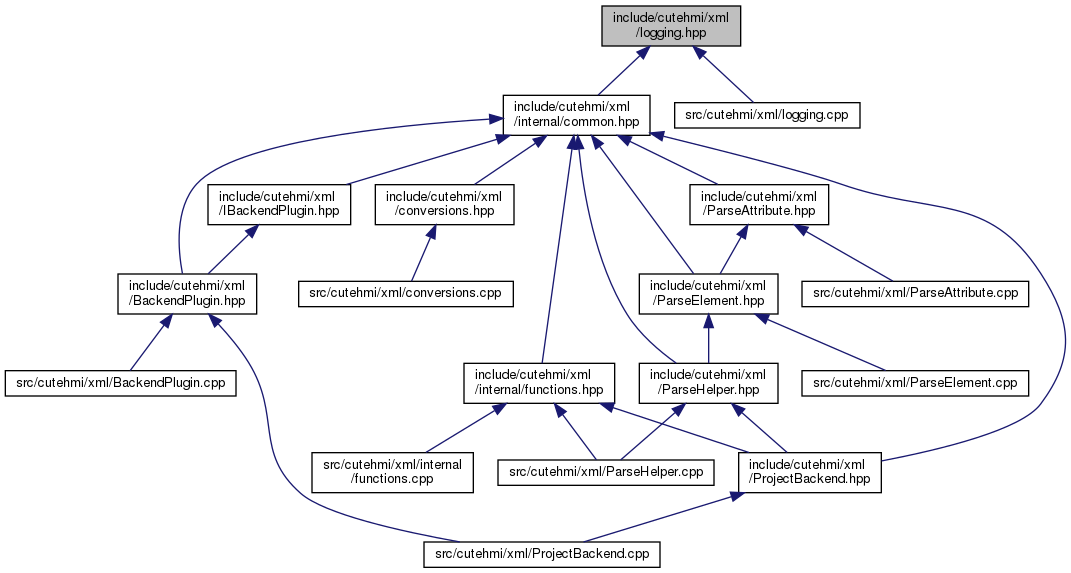 include/cutehmi/xml
/logging.hpp
include/cutehmi/xml
/internal/common.hpp
src/cutehmi/xml/logging.cpp
include/cutehmi/xml
/IBackendPlugin.hpp
include/cutehmi/xml
/conversions.hpp
include/cutehmi/xml
/ParseAttribute.hpp
include/cutehmi/xml
/BackendPlugin.hpp
src/cutehmi/xml/conversions.cpp
include/cutehmi/xml
/ParseElement.hpp
src/cutehmi/xml/ParseAttribute.cpp
src/cutehmi/xml/BackendPlugin.cpp
include/cutehmi/xml
/internal/functions.hpp
include/cutehmi/xml
/ParseHelper.hpp
src/cutehmi/xml/ParseElement.cpp
src/cutehmi/xml/internal
/functions.cpp
src/cutehmi/xml/ParseHelper.cpp
include/cutehmi/xml
/ProjectBackend.hpp
src/cutehmi/xml/ProjectBackend.cpp